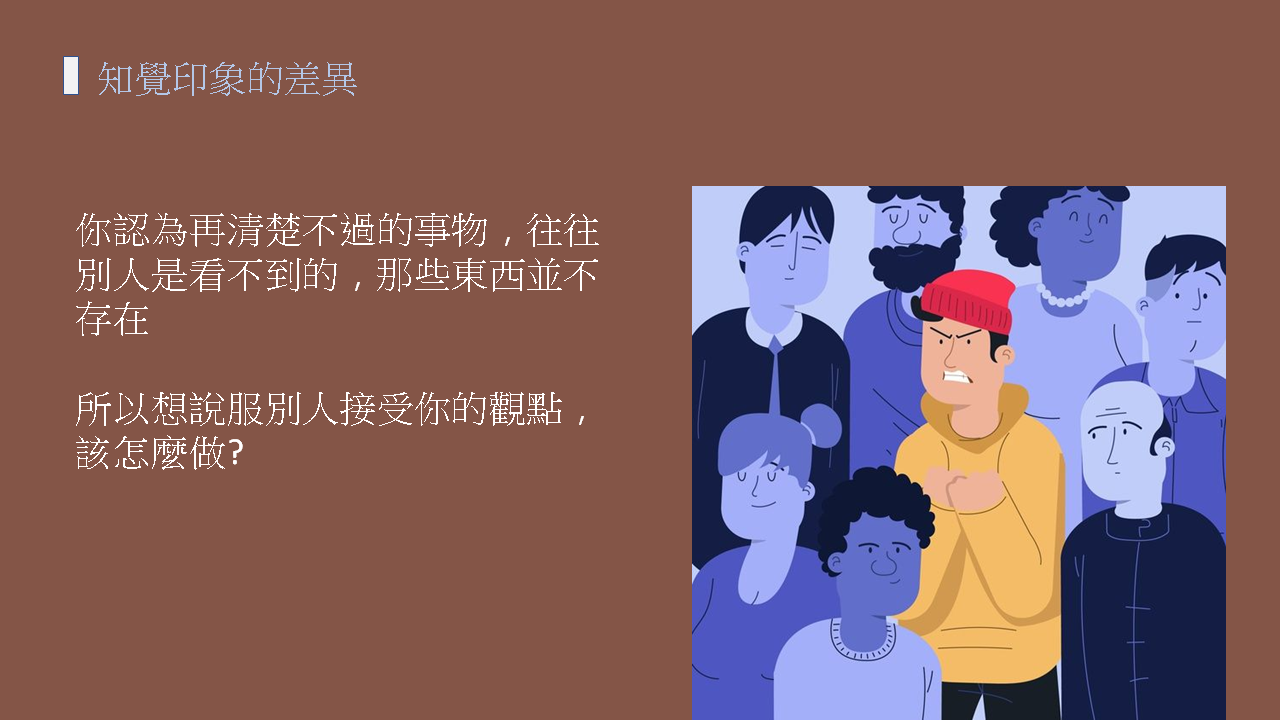 知覺印象的差異
你認為再清楚不過的事物，往往
別人是看不到的，那些東西並不
存在
所以想說服別人接受你的觀點，
該怎麼做?